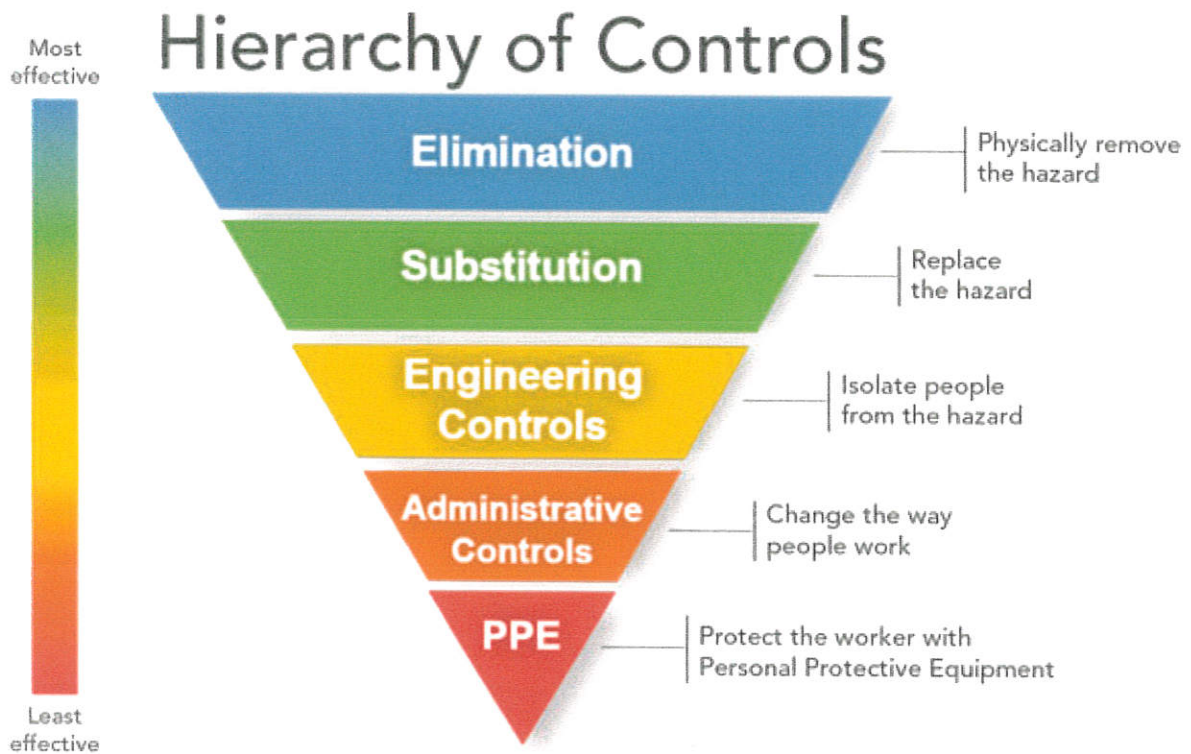 Hierarchy of Controls
Most
effective
Elimination
Physically remove
the hazard
Substitution
Replace
the hazard
Engineering
Controls
Isolate people
from the hazard
Administrative
Controls
Change the way
people work
PPE
Protect the worker with
Personal Protective Equipment
Least
effective